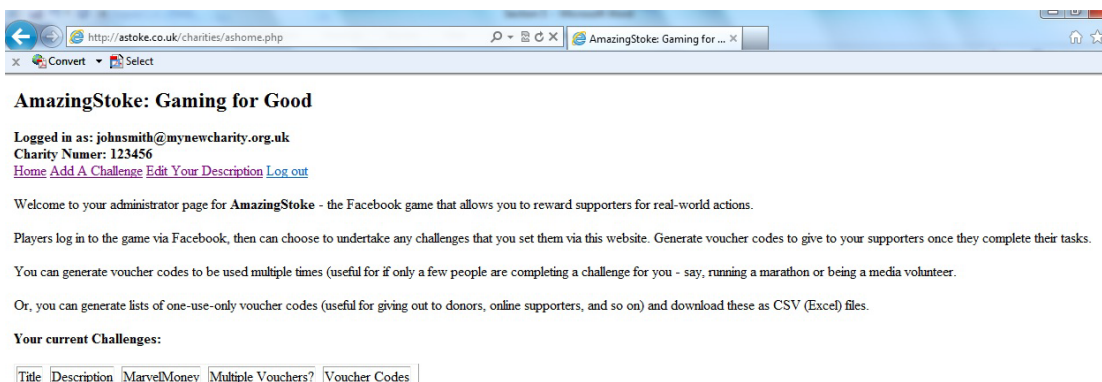 http://astoke.co.uk/charities/ashome.php
AmazingStoke: Gaming for ...
Convert Select
AmazingStoke: Gaming for Good
Logged in as: johnsmith@mynewcharity.org.uk
Charity Numer: 123456
Home Add A Challenge Edit Your Description Log out
Welcome to your administrator page for AmazingStoke - the Facebook game that allows you to reward supporters for real-world actions.
Players log in to the game via Facebook, then can choose to undertake any challenges that you set them via this website. Generate voucher codes to give to your supporters once they complete their tasks.
You can generate voucher codes to be used multiple times (useful for if only a few people are completing a challenge for you - say, running a marathon or being a media volunteer.
Or, you can generate lists of one-use-only voucher codes (useful for giving out to donors, online supporters, and so on) and download these as CSV (Excel) files.
Your current Challenges:
Title Description MarvelMoney Multiple Vouchers? Voucher Codes